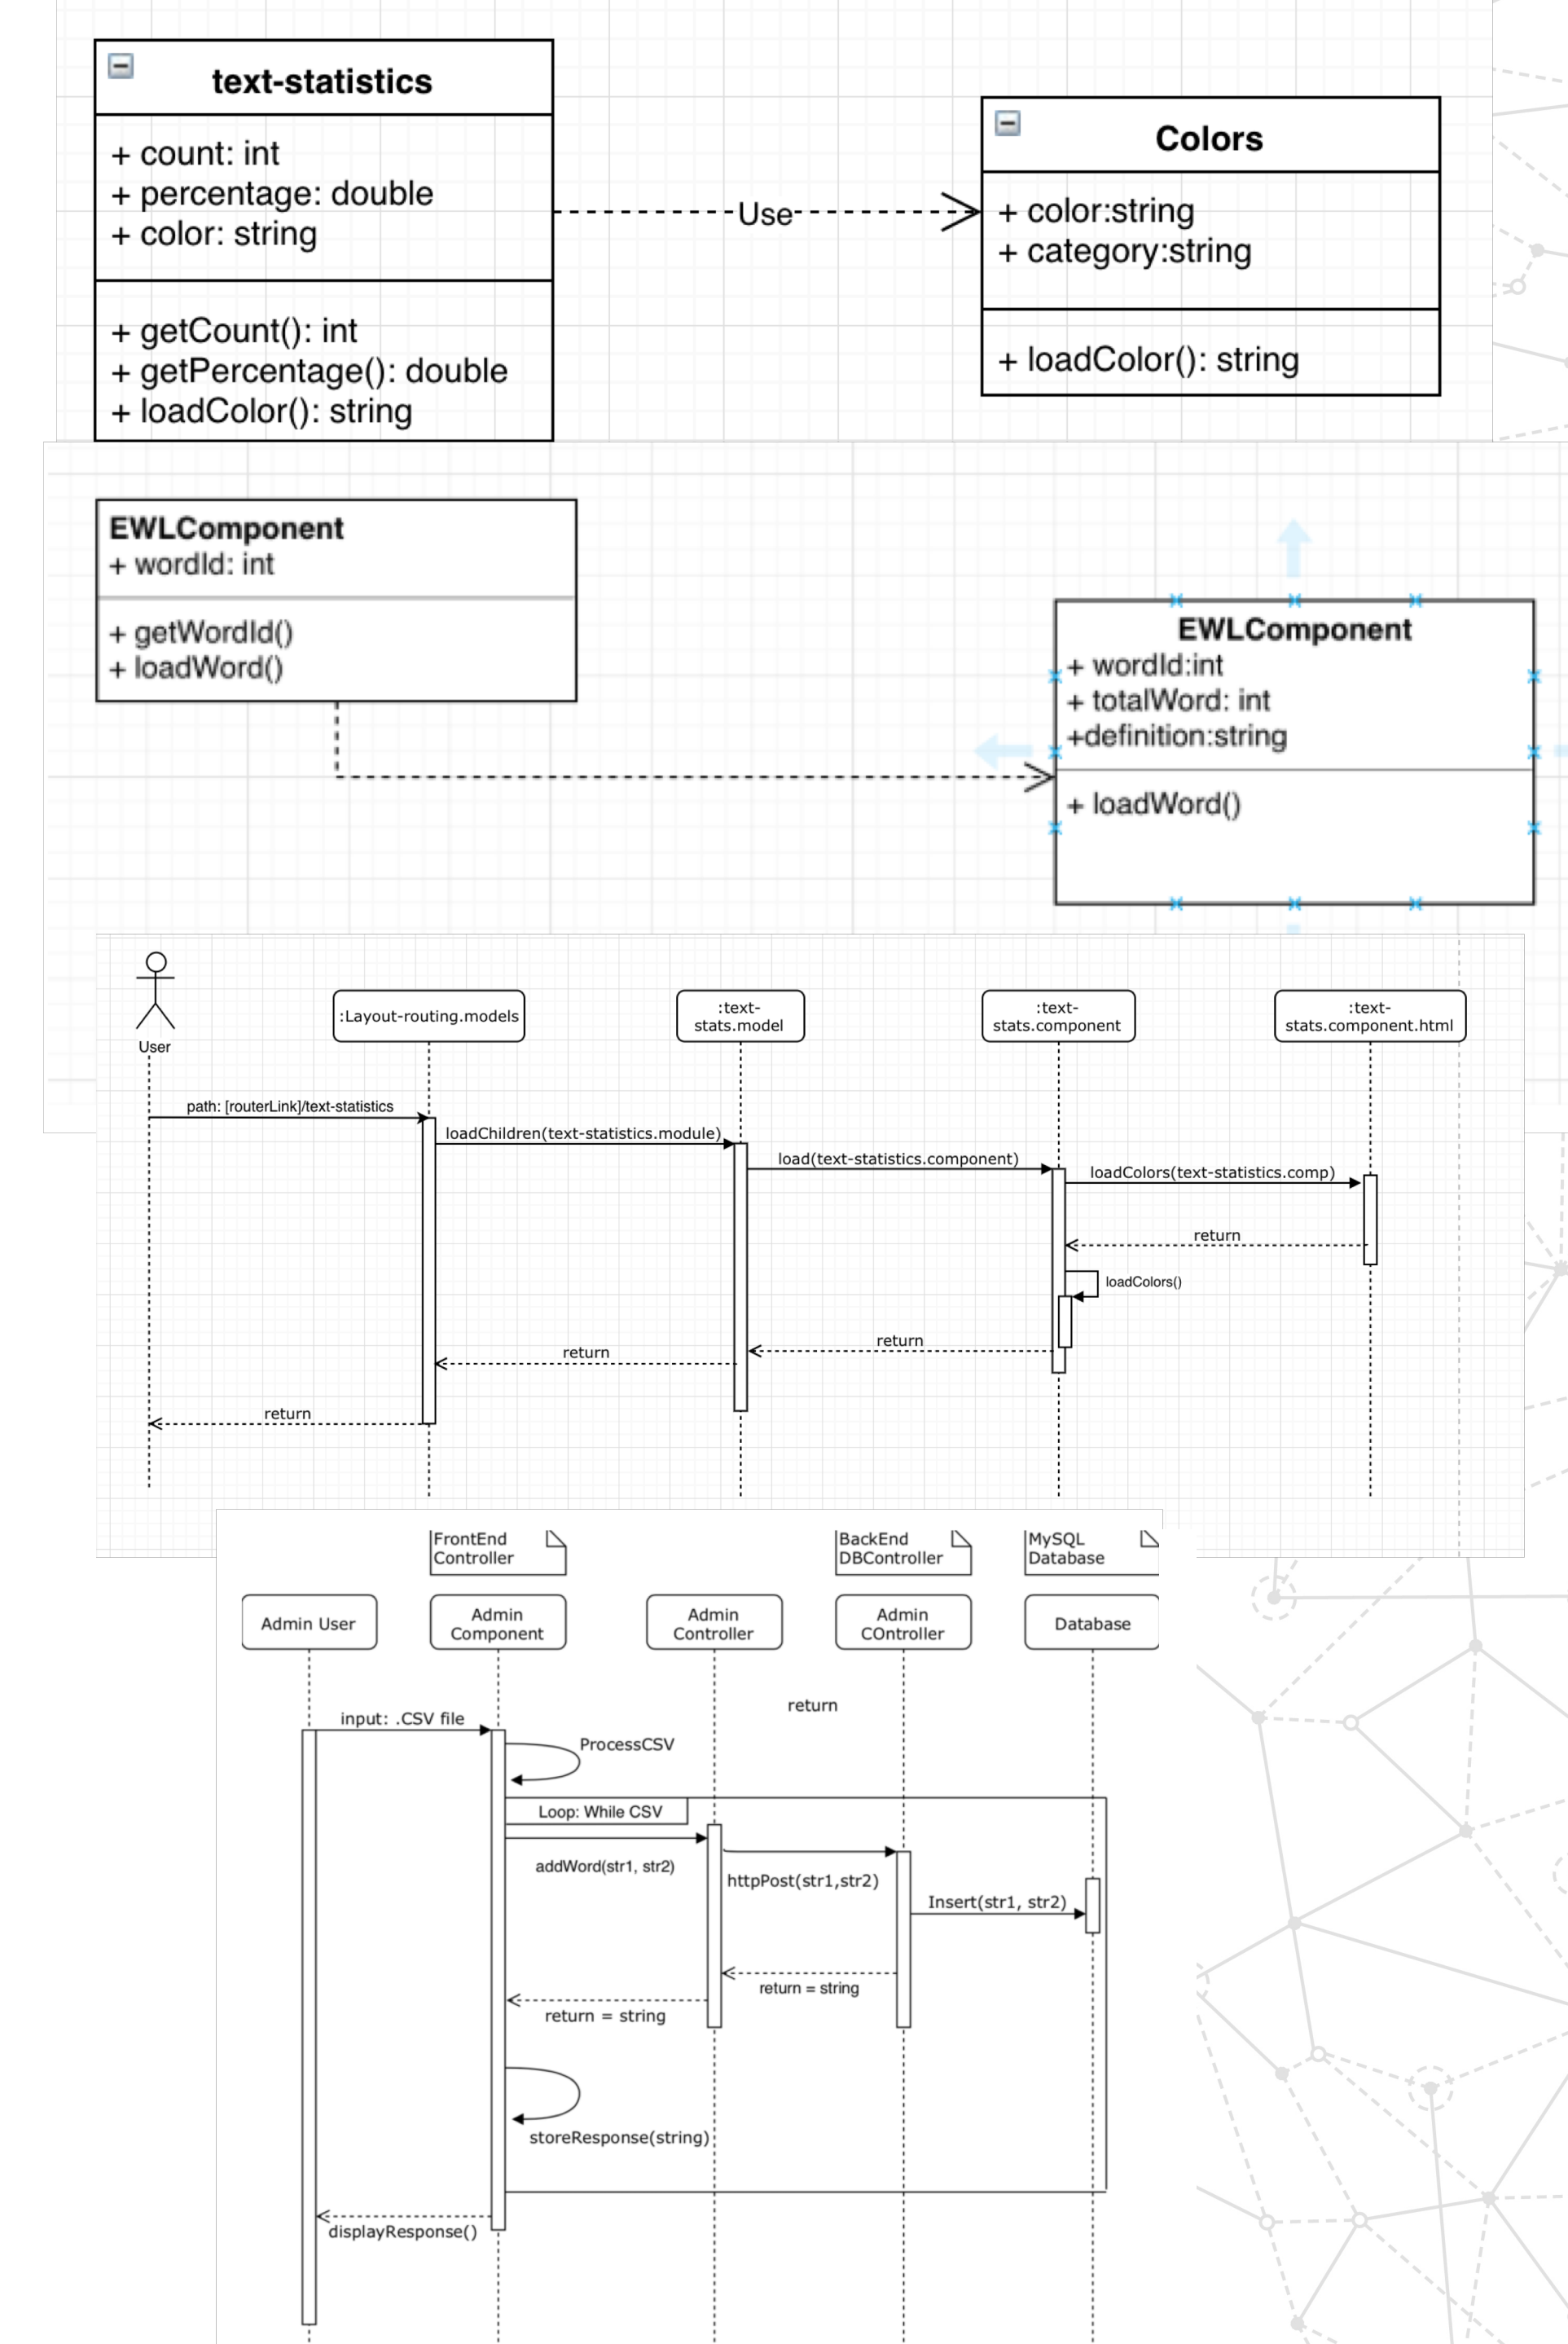 text-statistics
+ count: int
+ percentage: double
+ color: string
+ getCount(): int
+ getPercentage(): double
+ loadColor(): string
Use
Colors
+ color:string
+ category:string
+ loadColor(): string
EWLComponent
+ wordId: int
+ getWordId()
+ loadWord()
EWLComponent
+ wordId:int
+ totalWord: int
+definition:string
+ loadWord()
User
:Layout-routing.models
:text-
stats.model
:text-
stats.component
:text-
stats.component.html
path: [routerLink]/text-statistics
loadChildren(text-statistics.module)
load(text-statistics.component)
loadColors(text-statistics.comp)
return
loadColors()
return
return
return
FrontEnd
Controller
BackEnd
DBController
MySQL
Database
Admin User
Admin
Component
Admin
Controller
Admin
COntroller
Database
return
input: .CSV file
ProcessCSV
Loop: While CSV
addWord(str1, str2)
httpPost(str1,str2)
Insert(str1, str2)
return = string
return = string
storeResponse(string)
displayResponse()